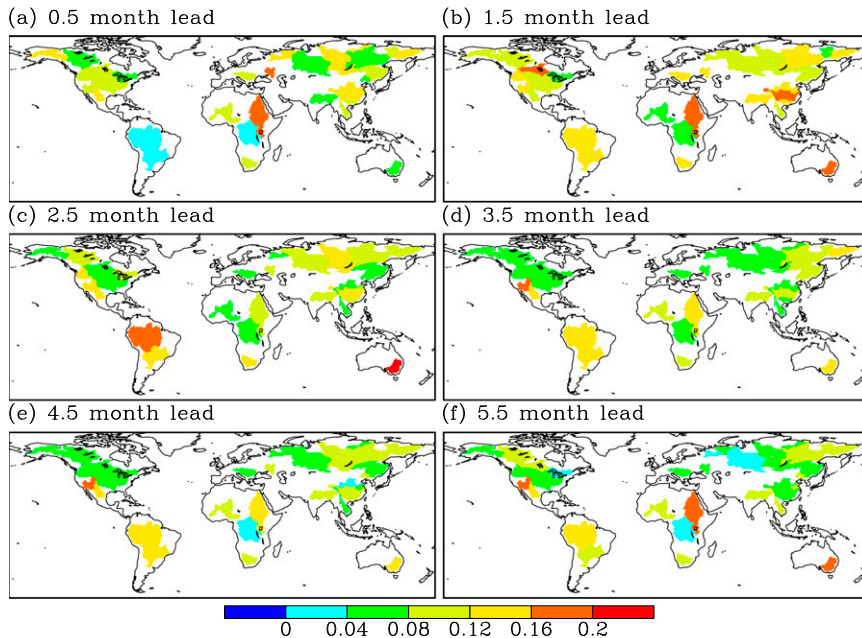 (a) 0.5 month lead
(b) 1.5 month lead
(c) 2.5 month lead
(d) 3.5 month lead
(e) 4.5 month lead
(f) 5.5 month lead
0 0.04 0.08 0.12 0.16 0.2